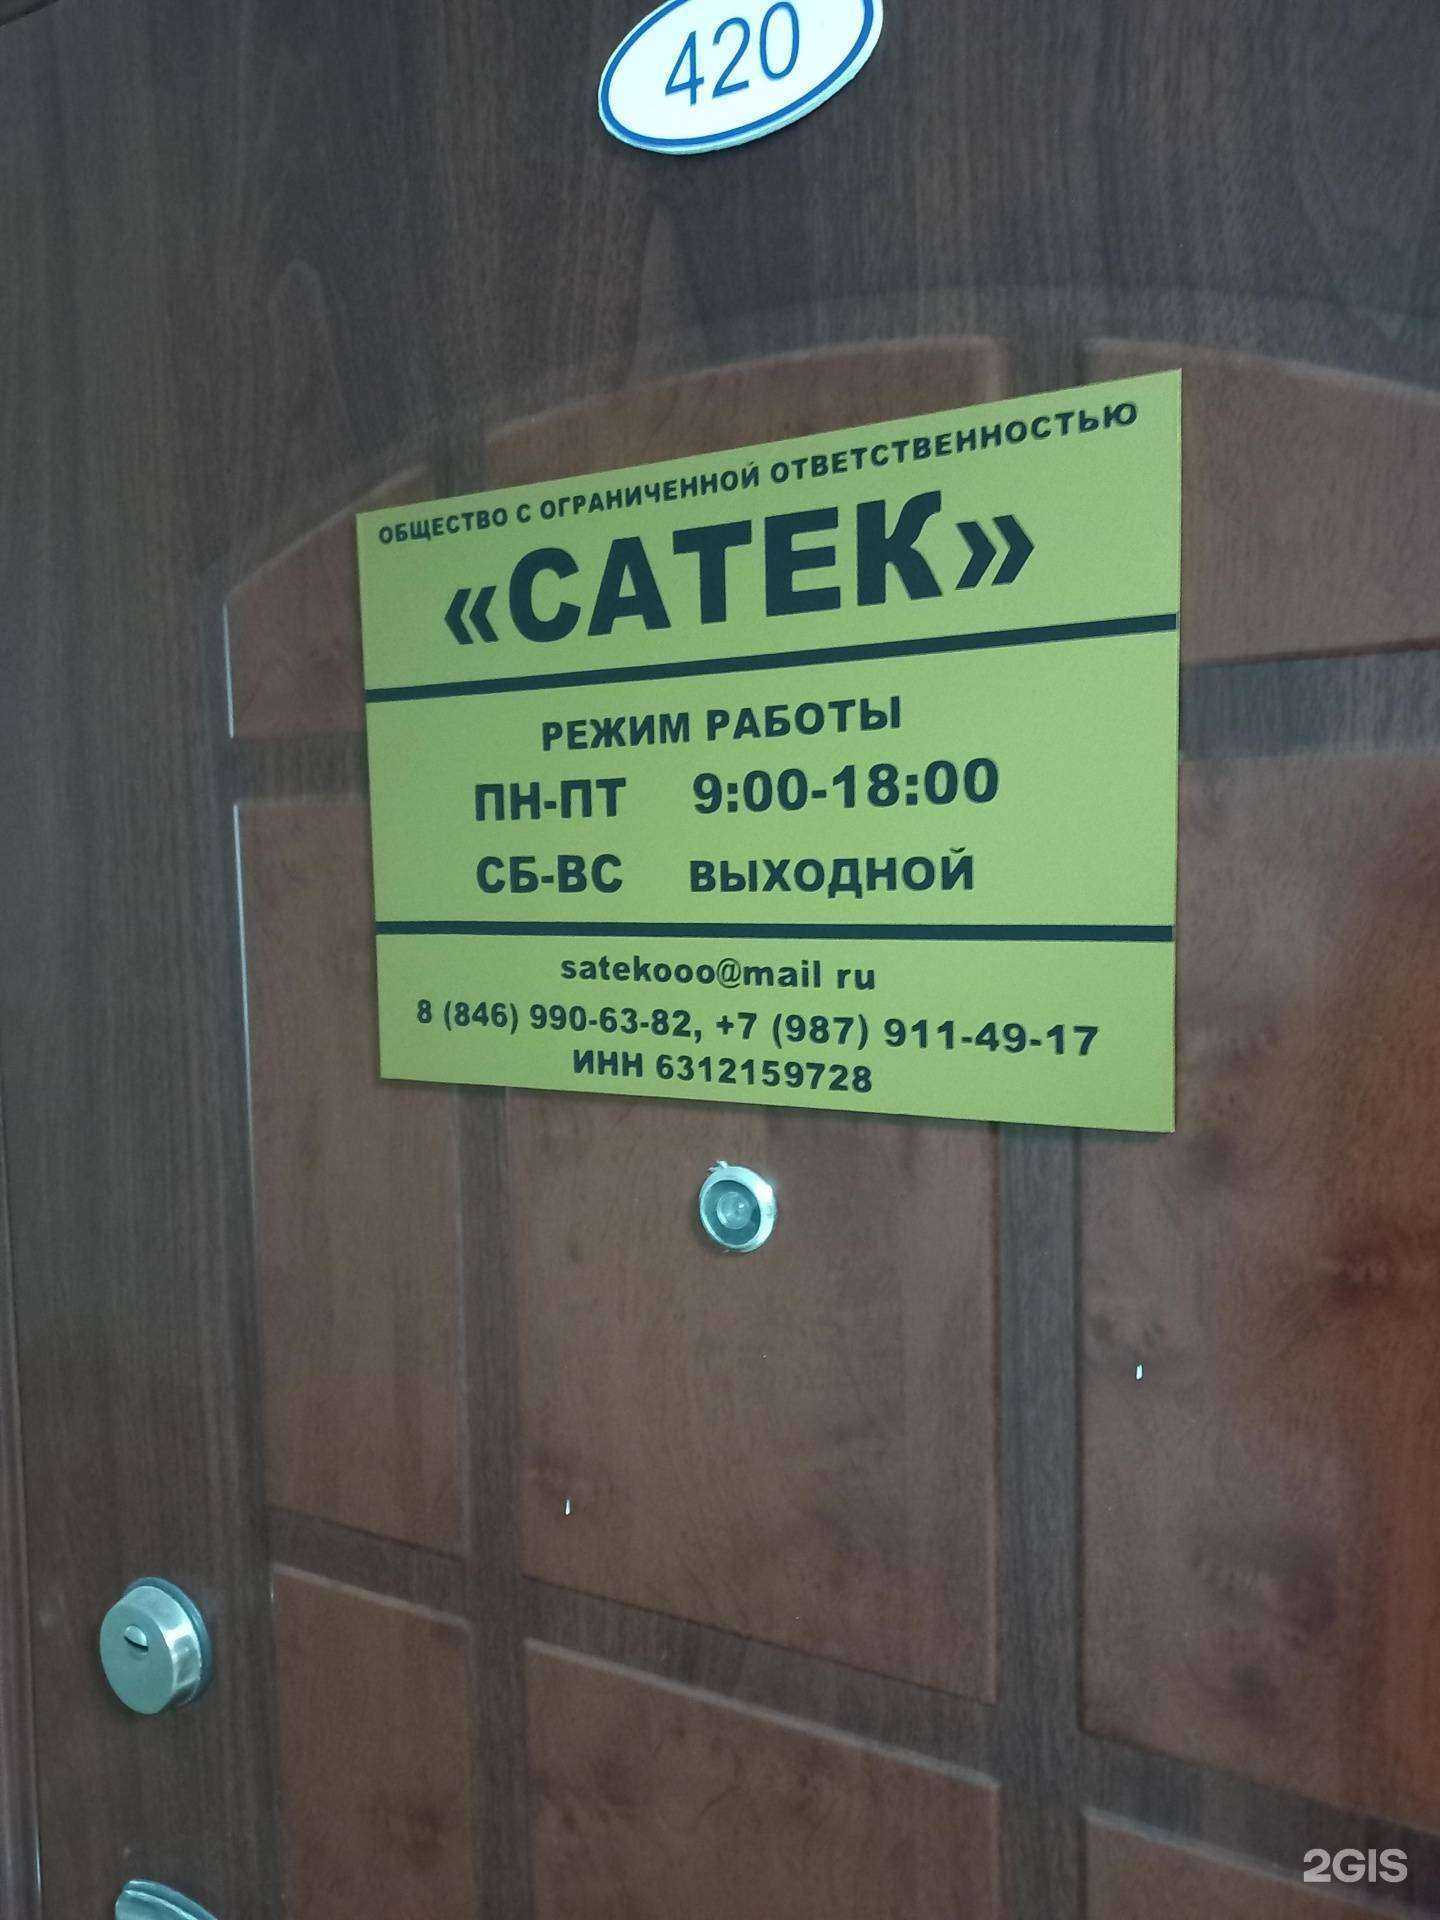 420
ОБЩЕСТВО С ОГРАНИЧЕННОЙ ОТВЕТСТВЕННОСТЬЮ
«САТЕК»
РЕЖИМ РАБОТЫ
ПН-ПТ 9:00-18:00
СБ-ВС ВЫХОДНОЙ
satekooo@mail ru
8 (846) 990-63-82, +7 (987) 911-49-17
ИНН 6312159728
2GIS